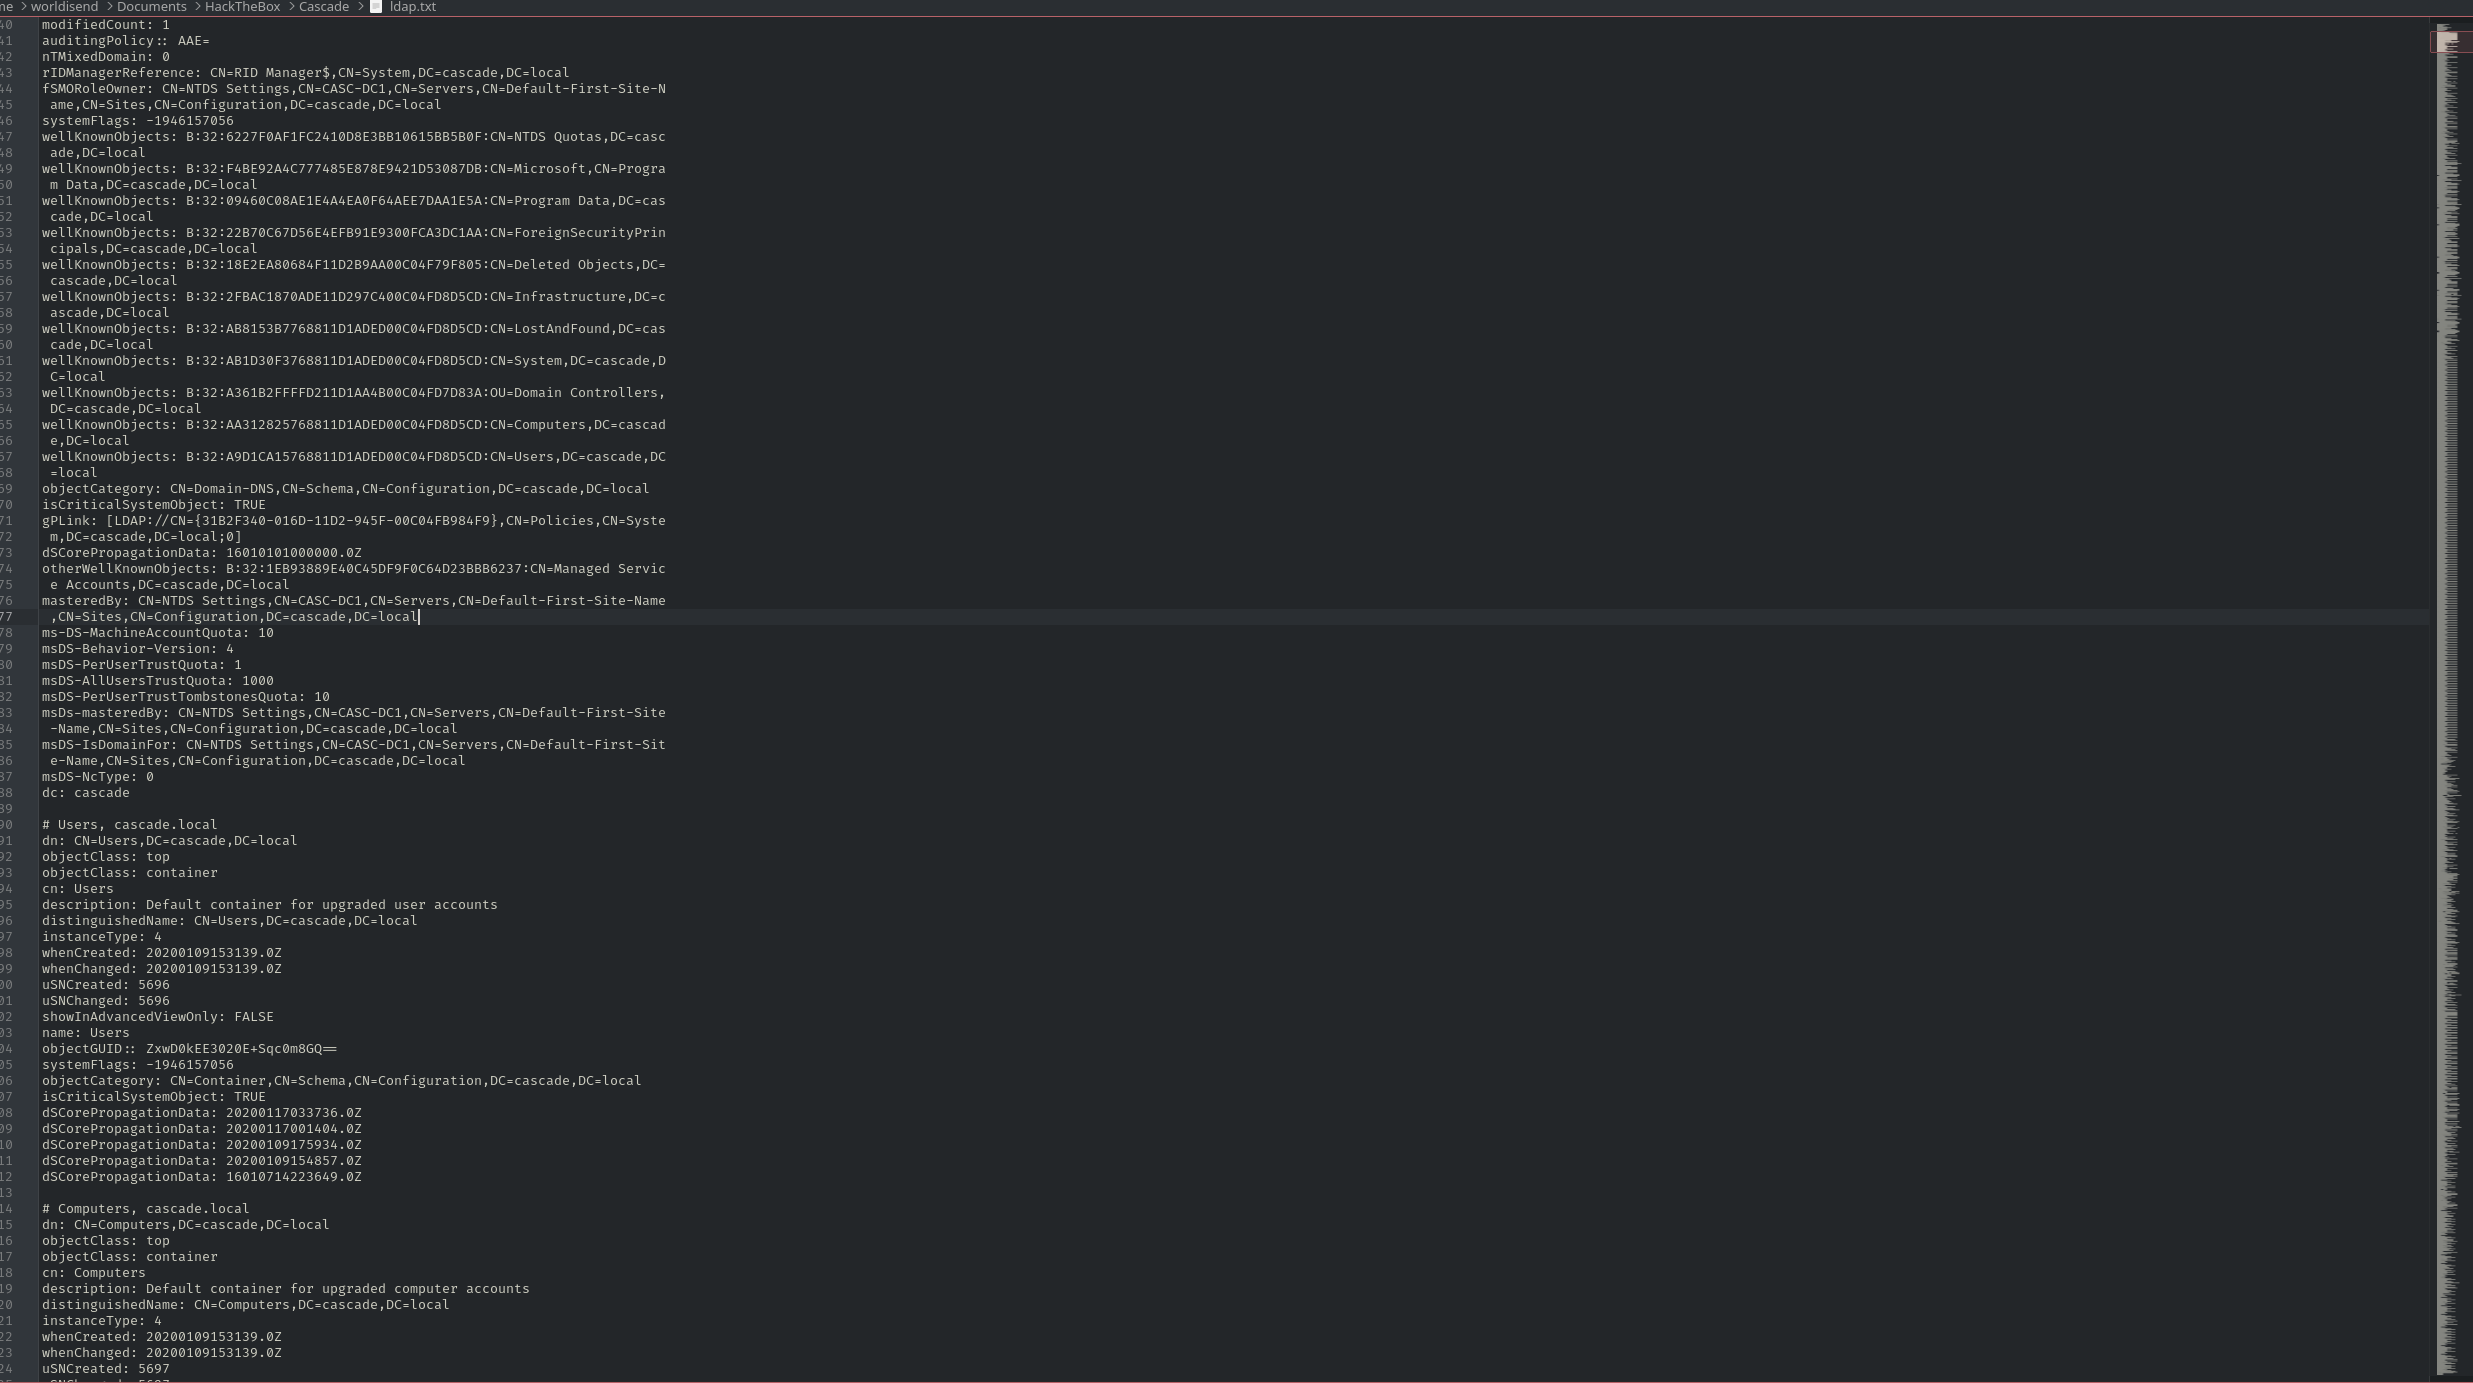 me > worldisend > Documents > HackTheBox > Cascade > ldap.txt
40 modifiedCount: 1
41 auditingPolicy:: AAE=
42 nTMixedDomain: 0
43 rIDManagerReference: CN=RID Manager$,CN=System,DC=cascade,DC=local
44 fSMORoleOwner: CN=NTDS Settings,CN=CASC-DC1,CN=Servers,CN=Default-First-Site-N
45  ame,CN=Sites,CN=Configuration,DC=cascade,DC=local
46 systemFlags: -1946157056
47 wellKnownObjects: B:32:6227F0AF1FC2410D8E3BB10615BB5B0F:CN=NTDS Quotas,DC=casc
48  ade,DC=local
49 wellKnownObjects: B:32:F4BE92A4C777485E878E9421D53087DB:CN=Microsoft,CN=Progra
50  m Data,DC=cascade,DC=local
51 wellKnownObjects: B:32:09460C08AE1E4A4EA0F64AEE7DAA1E5A:CN=Program Data,DC=cas
52  cade,DC=local
53 wellKnownObjects: B:32:22B70C67D56E4EFB91E9300FCA3DC1AA:CN=ForeignSecurityPrin
54  cipals,DC=cascade,DC=local
55 wellKnownObjects: B:32:18E2EA80684F11D2B9AA00C04F79F805:CN=Deleted Objects,DC=
56  cascade,DC=local
57 wellKnownObjects: B:32:2FBAC1870ADE11D297C400C04FD8D5CD:CN=Infrastructure,DC=c
58  ascade,DC=local
59 wellKnownObjects: B:32:AB8153B7768811D1ADED00C04FD8D5CD:CN=LostAndFound,DC=cas
60  cade,DC=local
61 wellKnownObjects: B:32:AB1D30F3768811D1ADED00C04FD8D5CD:CN=System,DC=cascade,D
62  C=local
63 wellKnownObjects: B:32:A361B2FFFFD211D1AA4B00C04FD7D83A:OU=Domain Controllers,
64  DC=cascade,DC=local
65 wellKnownObjects: B:32:AA312825768811D1ADED00C04FD8D5CD:CN=Computers,DC=cascad
66  e,DC=local
67 wellKnownObjects: B:32:A9D1CA15768811D1ADED00C04FD8D5CD:CN=Users,DC=cascade,DC
68  =local
69 objectCategory: CN=Domain-DNS,CN=Schema,CN=Configuration,DC=cascade,DC=local
70 isCriticalSystemObject: TRUE
71 gPLink: [LDAP://CN={31B2F340-016D-11D2-945F-00C04FB984F9},CN=Policies,CN=Syste
72  m,DC=cascade,DC=local;0]
73 dSCorePropagationData: 16010101000000.0Z
74 otherWellKnownObjects: B:32:1EB93889E40C45DF9F0C64D23BBB6237:CN=Managed Servic
75  e Accounts,DC=cascade,DC=local
76 masteredBy: CN=NTDS Settings,CN=CASC-DC1,CN=Servers,CN=Default-First-Site-Name
77  ,CN=Sites,CN=Configuration,DC=cascade,DC=local
78 ms-DS-MachineAccountQuota: 10
79 msDS-Behavior-Version: 4
80 msDS-PerUserTrustQuota: 1
81 msDS-AllUsersTrustQuota: 1000
82 msDS-PerUserTrustTombstonesQuota: 10
83 msDs-masteredBy: CN=NTDS Settings,CN=CASC-DC1,CN=Servers,CN=Default-First-Site
84  -Name,CN=Sites,CN=Configuration,DC=cascade,DC=local
85 msDS-IsDomainFor: CN=NTDS Settings,CN=CASC-DC1,CN=Servers,CN=Default-First-Sit
86  e-Name,CN=Sites,CN=Configuration,DC=cascade,DC=local
87 msDS-NcType: 0
88 dc: cascade
89
90 # Users, cascade.local
91 dn: CN=Users,DC=cascade,DC=local
92 objectClass: top
93 objectClass: container
94 cn: Users
95 description: Default container for upgraded user accounts
96 distinguishedName: CN=Users,DC=cascade,DC=local
97 instanceType: 4
98 whenCreated: 20200109153139.0Z
99 whenChanged: 20200109153139.0Z
00 uSNCreated: 5696
01 uSNChanged: 5696
02 showInAdvancedViewOnly: FALSE
03 name: Users
04 objectGUID:: ZxwD0kEE3020E+Sqc0m8GQ==
05 systemFlags: -1946157056
06 objectCategory: CN=Container,CN=Schema,CN=Configuration,DC=cascade,DC=local
07 isCriticalSystemObject: TRUE
08 dSCorePropagationData: 20200117033736.0Z
09 dSCorePropagationData: 20200117001404.0Z
10 dSCorePropagationData: 20200109175934.0Z
11 dSCorePropagationData: 20200109154857.0Z
12 dSCorePropagationData: 16010714223649.0Z
13
14 # Computers, cascade.local
15 dn: CN=Computers,DC=cascade,DC=local
16 objectClass: top
17 objectClass: container
18 cn: Computers
19 description: Default container for upgraded computer accounts
20 distinguishedName: CN=Computers,DC=cascade,DC=local
21 instanceType: 4
22 whenCreated: 20200109153139.0Z
23 whenChanged: 20200109153139.0Z
24 uSNCreated: 5697